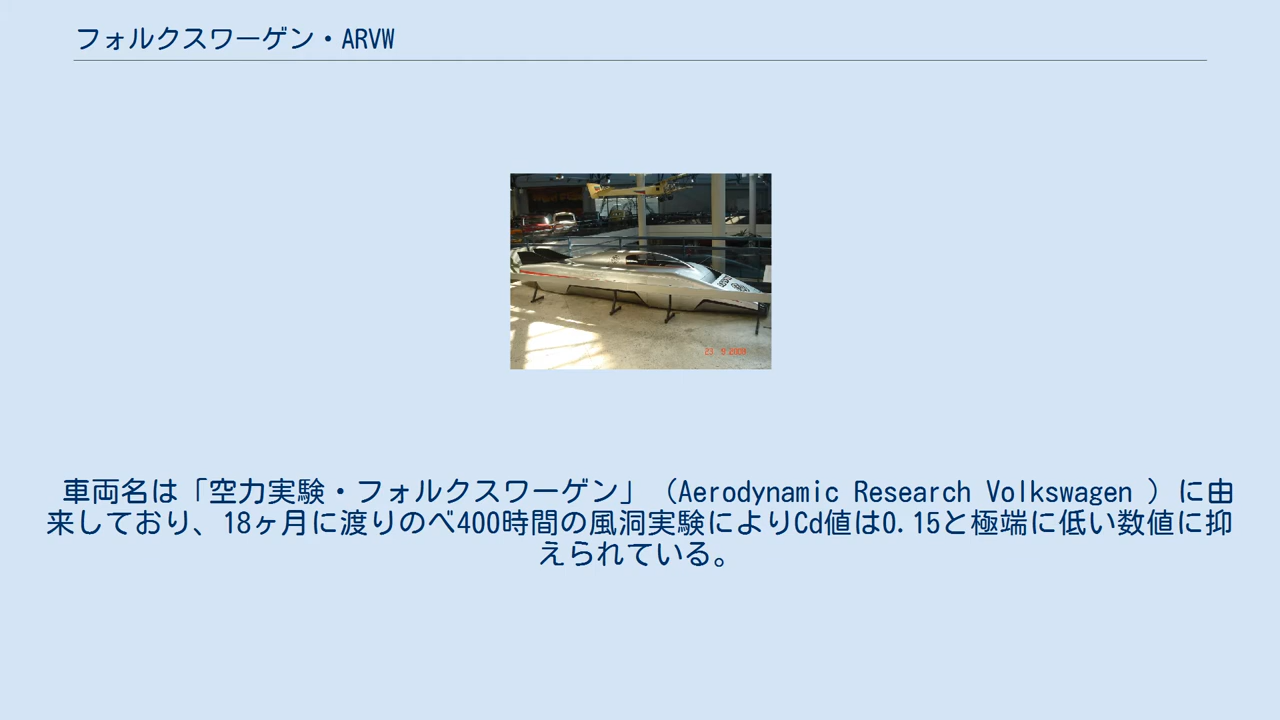 フォルクスワーゲン・ARVW
車両名は「空力実験・フォルクスワーゲン」（Aerodynamic Research Volkswagen ）に由
来しており、18ヶ月に渡りのべ400時間の風洞実験によりCd値は0.15と極端に低い数値に抑
えられている。